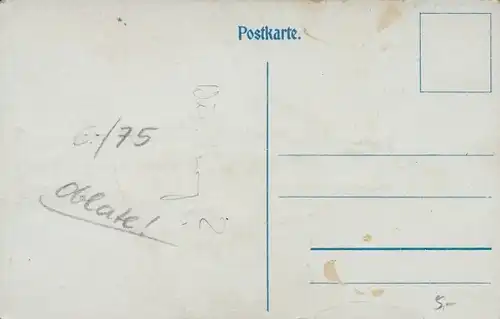 Postkarte.
6.-/75
Oblate!
5.-